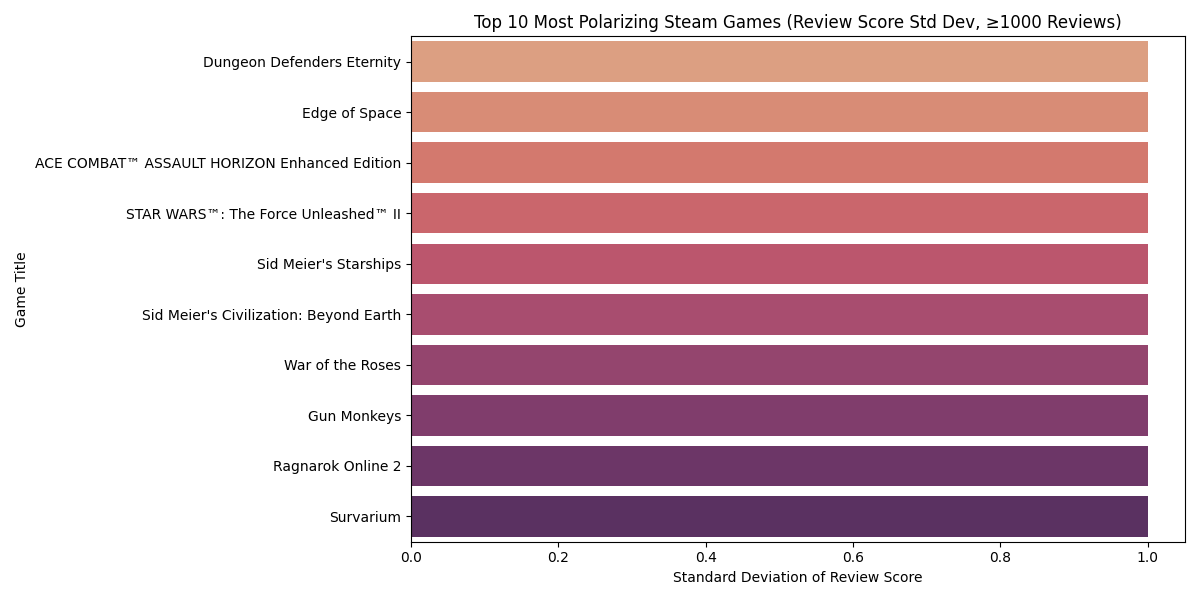 Top 10 Most Polarizing Steam Games (Review Score Std Dev, ≥1000 Reviews)
Game Title
Dungeon Defenders Eternity
Edge of Space
ACE COMBAT™ ASSAULT HORIZON Enhanced Edition
STAR WARS™: The Force Unleashed™ II
Sid Meier's Starships
Sid Meier's Civilization: Beyond Earth
War of the Roses
Gun Monkeys
Ragnarok Online 2
Survarium
0.0 0.2 0.4 0.6 0.8 1.0
Standard Deviation of Review Score